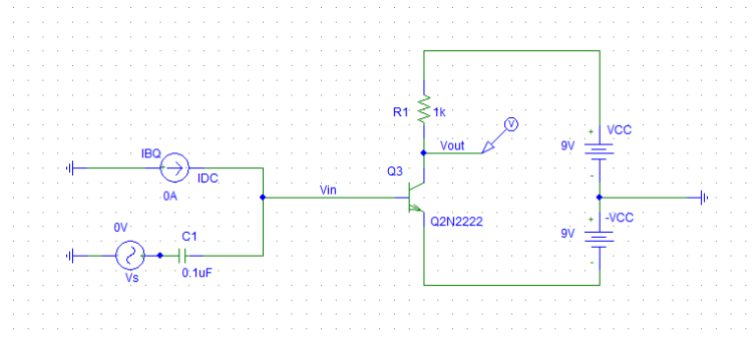 R1
1k
V
VCC
+
9V
-
Vout
IBQ
IDC
0A
Q3
Vin
Q2N2222
-VCC
+
9V
-
0V
C1
+
Vs
0.1uF